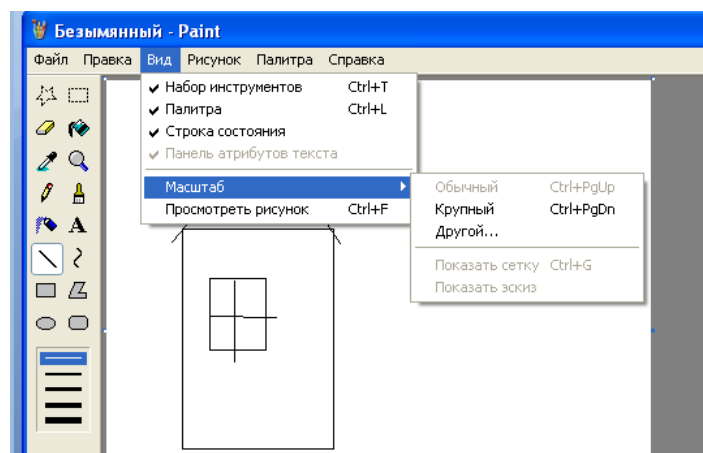 Безымянный - Paint
Файл Правка Вид Рисунок Палитра Справка
Набор инструментов Ctrl+T
Палитра Ctrl+L
Строка состояния
Панель атрибутов текста
Масштаб
Просмотреть рисунок Ctrl+F
Обычный Ctrl+PgUp
Крупный Ctrl+PgDn
Другой...
Показать сетку Ctrl+G
Показать эскиз
A